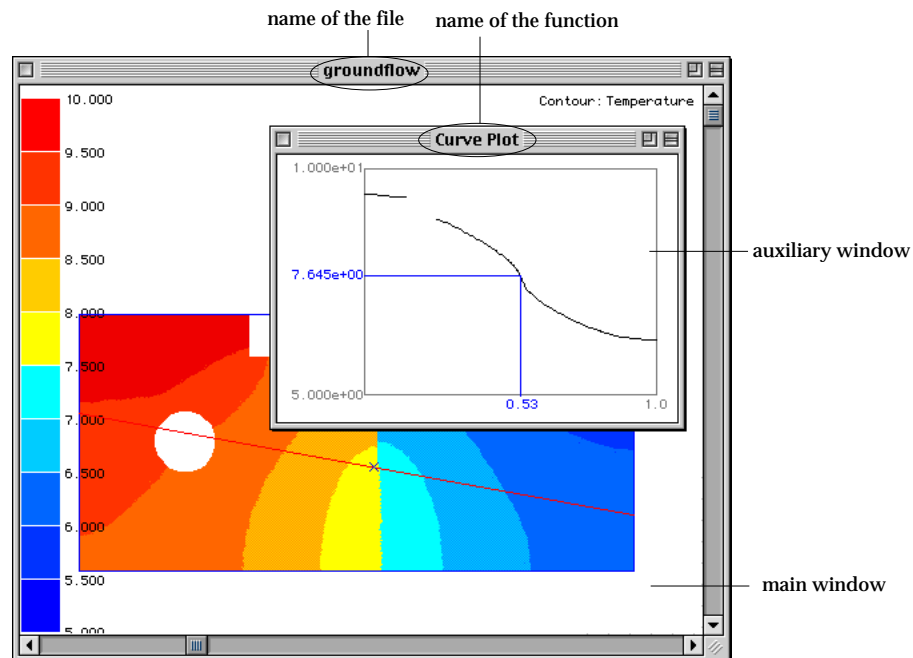 name of the file
name of the function
groundflow
10.000
Contour: Temperature
Curve Plot
9.500
1.000e+01
9.000
8.500
auxiliary window
7.645e+00
8.000
7.500
5.000e+00
0.53
1.0
7.000
6.500
6.000
5.500
main window
5.000